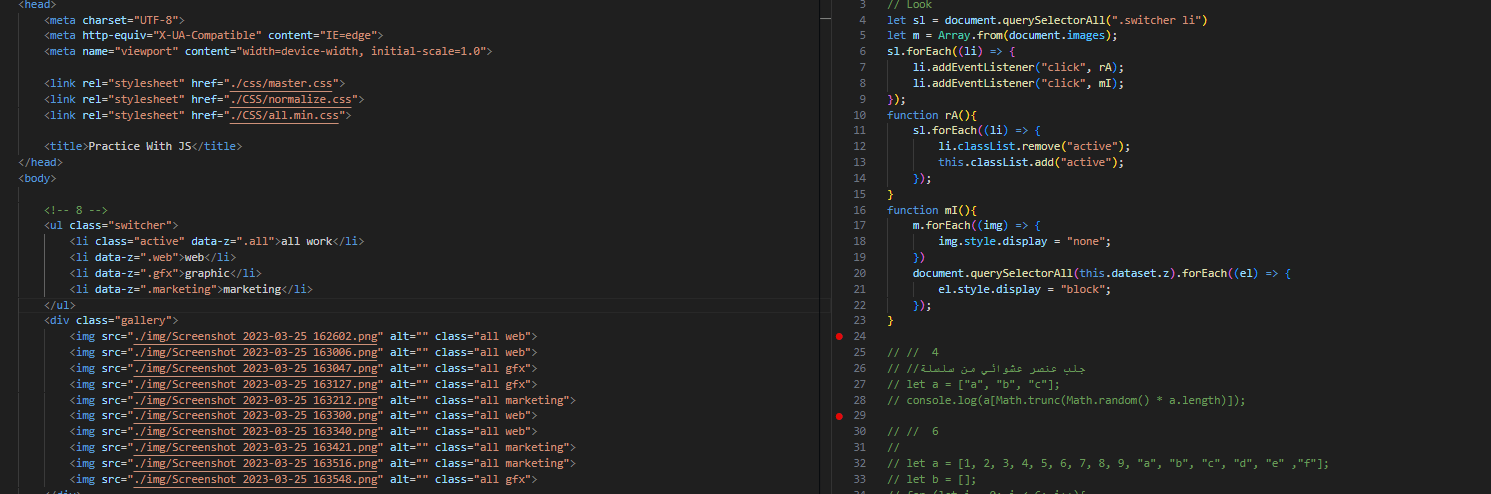 <head>
<meta charset="UTF-8">
<meta http-equiv="X-UA-Compatible" content="IE=edge">
<meta name="viewport" content="width=device-width, initial-scale=1.0">
<link rel="stylesheet" href="./css/master.css">
<link rel="stylesheet" href="./CSS/normalize.css">
<link rel="stylesheet" href="./CSS/all.min.css">
<title>Practice With JS</title>
</head>
<body>
<!-- 8 -->
<ul class="switcher">
<li class="active" data-z=".all">all work</li>
<li data-z=".web">web</li>
<li data-z=".gfx">graphic</li>
<li data-z=".marketing">marketing</li>
</ul>
<div class="gallery">
<img src="./img/Screenshot 2023-03-25 162602.png" alt="" class="all web">
<img src="./img/Screenshot 2023-03-25 163006.png" alt="" class="all web">
<img src="./img/Screenshot 2023-03-25 163047.png" alt="" class="all gfx">
<img src="./img/Screenshot 2023-03-25 163127.png" alt="" class="all gfx">
<img src="./img/Screenshot 2023-03-25 163212.png" alt="" class="all marketing">
<img src="./img/Screenshot 2023-03-25 163300.png" alt="" class="all web">
<img src="./img/Screenshot 2023-03-25 163340.png" alt="" class="all web">
<img src="./img/Screenshot 2023-03-25 163421.png" alt="" class="all marketing">
<img src="./img/Screenshot 2023-03-25 163516.png" alt="" class="all marketing">
<img src="./img/Screenshot 2023-03-25 163548.png" alt="" class="all gfx">
</div>
3 // Look
4 let sl = document.querySelectorAll(".switcher li")
5 let m = Array.from(document.images);
6 sl.forEach((li) => {
7 li.addEventListener("click", rA);
8 li.addEventListener("click", mI);
9 });
10 function rA(){
11 sl.forEach((li) => {
12 li.classList.remove("active");
13 this.classList.add("active");
14 });
15 }
16 function mI(){
17 m.forEach((img) => {
18 img.style.display = "none";
19 })
20 document.querySelectorAll(this.dataset.z).forEach((el) => {
21 el.style.display = "block";
22 });
23 }
24
25 // // 4
26 // //جلب عنصر عشوائي من سلسلة
27 // let a = ["a", "b", "c"];
28 // console.log(a[Math.trunc(Math.random() * a.length)]);
29
30 // // 6
31 //
32 // let a = [1, 2, 3, 4, 5, 6, 7, 8, 9, "a", "b", "c", "d", "e" ,"f"];
33 // let b = [];